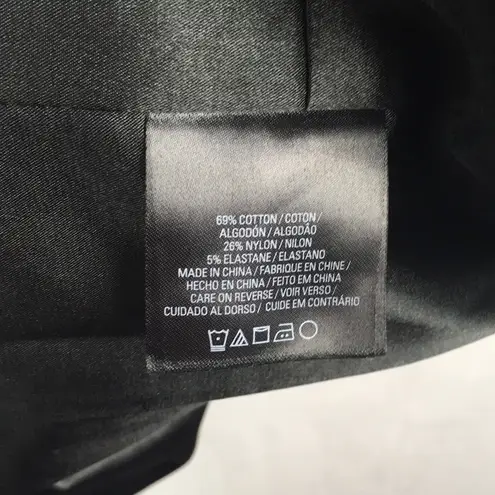 69% COTTON / COTON /
ALGODÓN / ALGODÃO
26% NYLON / NILON
5% ELASTANE / ELASTANO
MADE IN CHINA / FABRIQUE EN CHINE /
HECHO EN CHINA / FEITO EM CHINA
CARE ON REVERSE / VOIR VERSO /
CUIDADO AL DORSO / CUIDE EM CONTRÁRIO